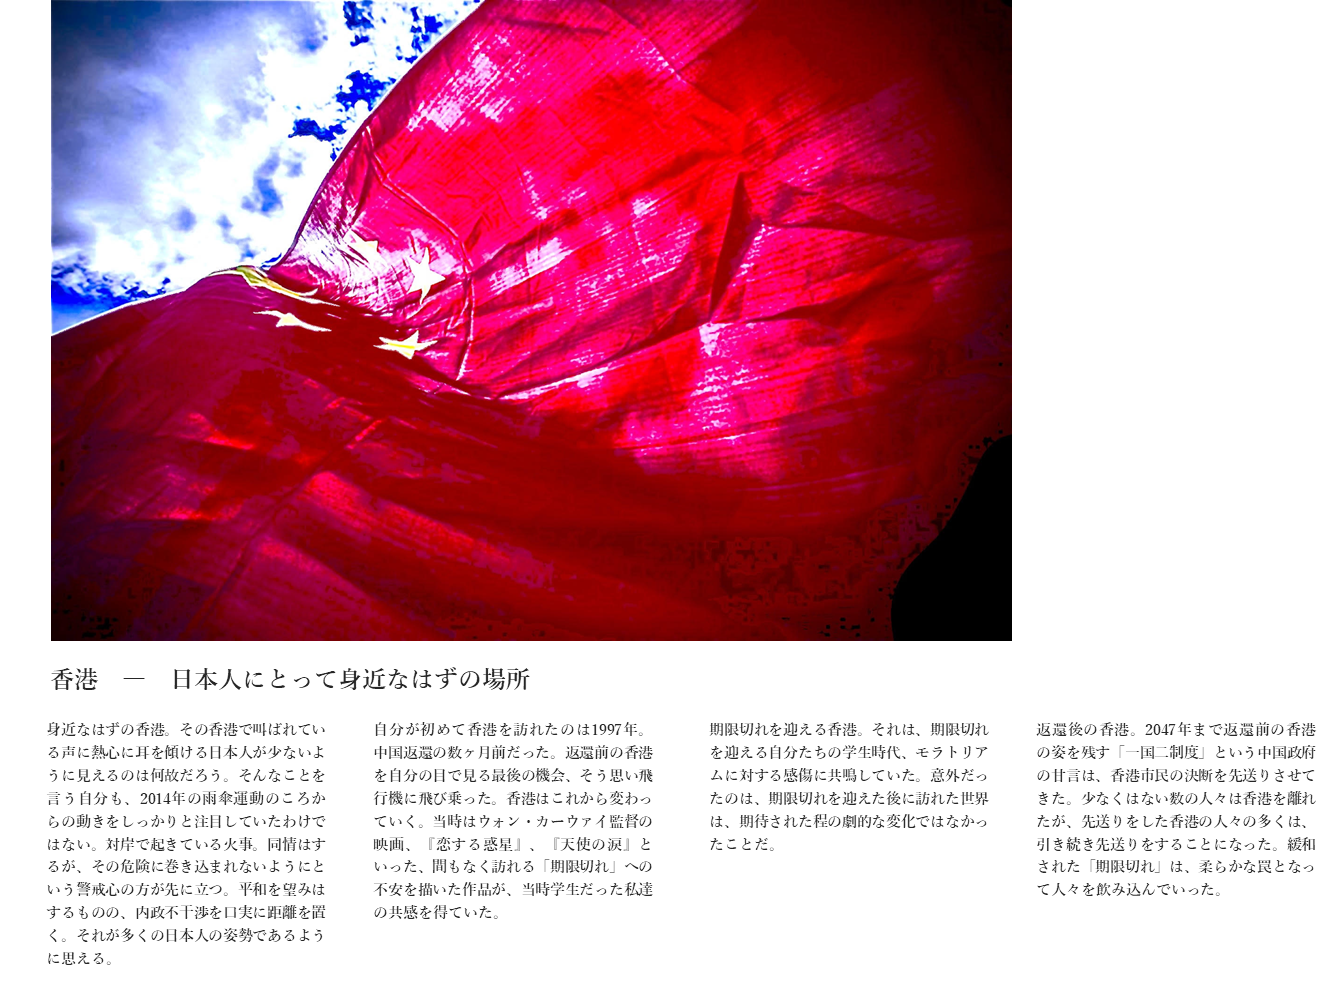 香港　—　日本人にとって身近なはずの場所
身近なはずの香港。その香港で叫ばれてい
る声に熱心に耳を傾ける日本人が少ないよ
うに見えるのは何故だろう。そんなことを
言う自分も、2014年の雨傘運動のころか
らの動きをしっかりと注目していたわけで
はない。対岸で起きている火事。同情はす
るが、その危険に巻き込まれないようにと
いう警戒心の方が先に立つ。平和を望みは
するものの、内政不干渉を口実に距離を置
く。それが多くの日本人の姿勢であるよう
に思える。
自分が初めて香港を訪れたのは1997年。
中国返還の数ヶ月前だった。返還前の香港
を自分の目で見る最後の機会、そう思い飛
行機に飛び乗った。香港はこれから変わっ
ていく。当時はウォン・カーウァイ監督の
映画、『恋する惑星』、『天使の涙』と
いった、間もなく訪れる「期限切れ」への
不安を描いた作品が、当時学生だった私達
の共感を得ていた。
期限切れを迎える香港。それは、期限切れ
を迎える自分たちの学生時代、モラトリア
ムに対する感傷に共鳴していた。意外だっ
たのは、期限切れを迎えた後に訪れた世界
は、期待された程の劇的な変化ではなかっ
たことだ。
返還後の香港。2047年まで返還前の香港
の姿を残す「一国二制度」という中国政府
の甘言は、香港市民の決断を先送りさせて
きた。少なくはない数の人々は香港を離れ
たが、先送りをした香港の人々の多くは、
引き続き先送りをすることになった。緩和
された「期限切れ」は、柔らかな罠となっ
て人々を飲み込んでいった。